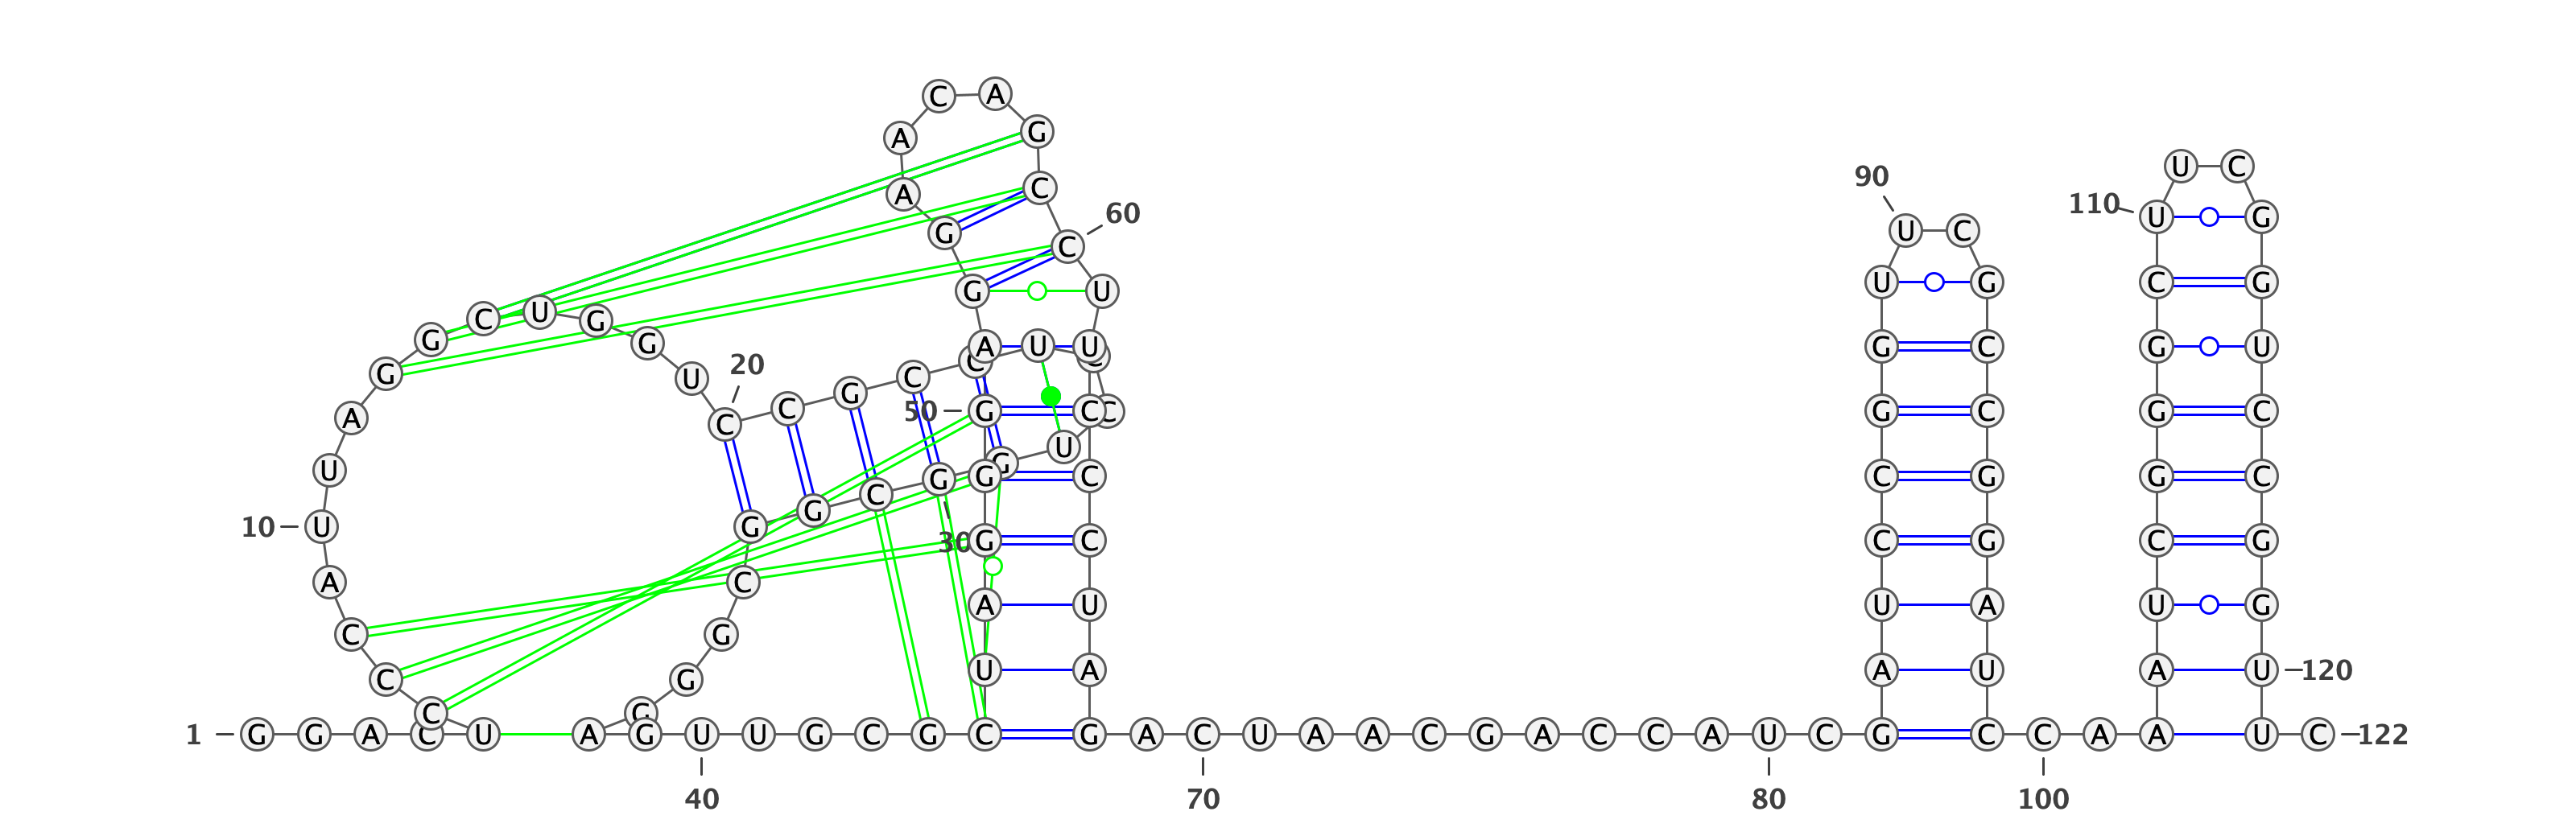 C A
G
A
U C
90
C
A
110
60
U G
U C
G
C
U G C G
G U
U
C G
G G
A U U G C G U
C C
20
G C U
G
C
50 G C G C G C
A
C
U
G
U
G G C C G G C
C
G
10 U G
30 G C C G C G
A C
A U U A U G
C G
U A A U A U 120
C G
C G
1 G G A C U A G U U G C G C G A C U A A C G A C C A U C G C C A A U C 122
40 70 80 100